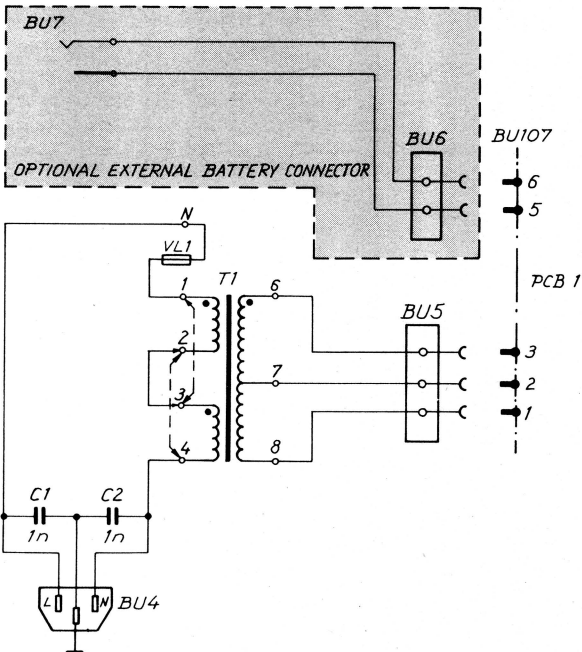 BU7
BU6
BU107
OPTIONAL EXTERNAL BATTERY CONNECTOR
6
5
N
VL1
T1
PCB 1
1
6
BU5
2
3
7
2
3
1
4
8
C1
C2
1n
1n
L
N
BU4